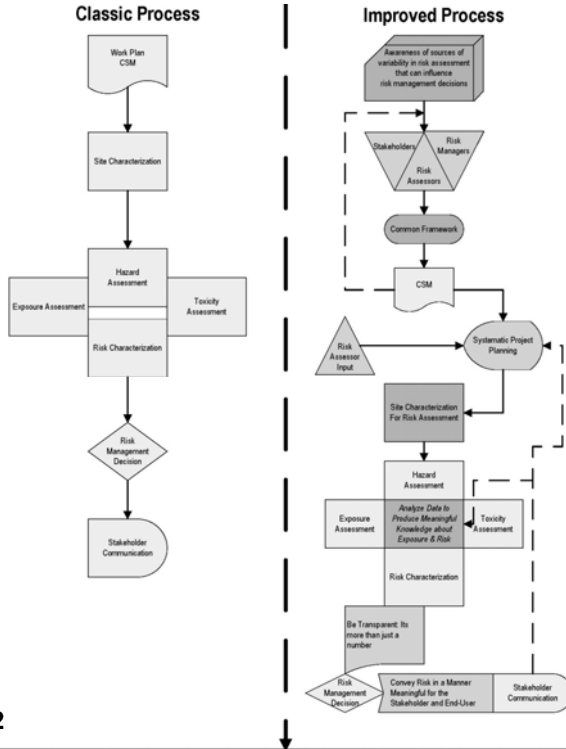 Classic Process
Work Plan
CSM
Site Characterization
Hazard
Assessment
Exposure Assessment
Toxicity
Assessment
Risk Characterization
Risk
Management
Decision
Stakeholder
Communication
2
Improved Process
Awareness of sources of
variability in risk assessment
that can influence
risk management decisions
Stakeholders
Risk
Managers
Risk
Assessors
Common Framework
CSM
Risk
Assessor
Input
Systematic Project
Planning
Site Characterization
For Risk Assessment
Hazard
Assessment
Exposure
Assessment
Analyze Data to
Produce Meaningful
Knowledge about
Exposure & Risk
Toxicity
Assessment
Risk Characterization
Be Transparent: Its
more than just a
number
Risk
Management
Decision
Convey Risk in a Manner
Meaningful for the
Stakeholder and End-User
Stakeholder
Communication